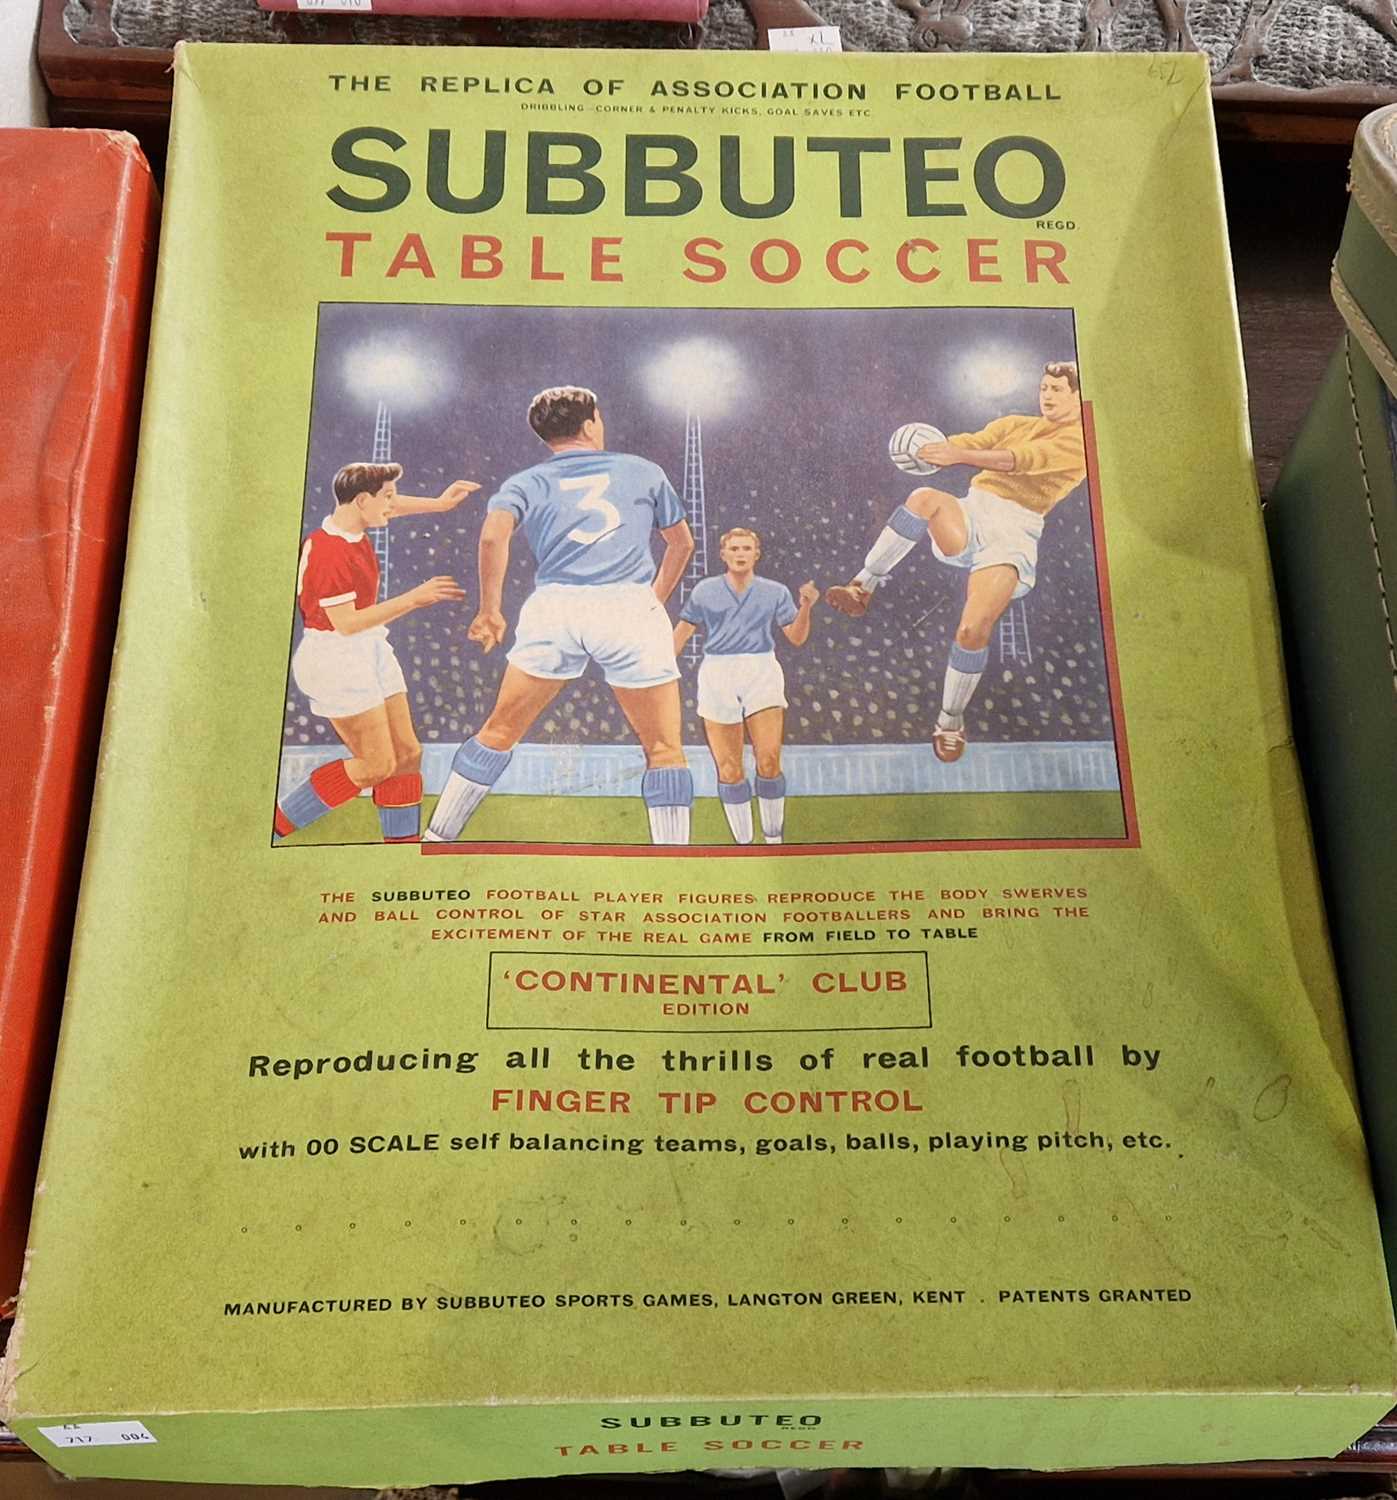 THE REPLICA OF ASSOCIATION FOOTBALL
DRIBBLING - CORNER & PENALTY KICKS, GOAL SAVES ETC
SUBBUTEO
REGD.
TABLE SOCCER
3
THE SUBBUTEO FOOTBALL PLAYER FIGURES REPRODUCE THE BODY SWERVES
AND BALL CONTROL OF STAR ASSOCIATION FOOTBALLERS AND BRING THE
EXCITEMENT OF THE REAL GAME FROM FIELD TO TABLE
'CONTINENTAL' CLUB
EDITION
Reproducing all the thrills of real football by
FINGER TIP CONTROL
with 00 SCALE self balancing teams, goals, balls, playing pitch, etc.
MANUFACTURED BY SUBBUTEO SPORTS GAMES, LANGTON GREEN, KENT . PATENTS GRANTED
SUBBUTEO
REGD.
TABLE SOCCER
717 004